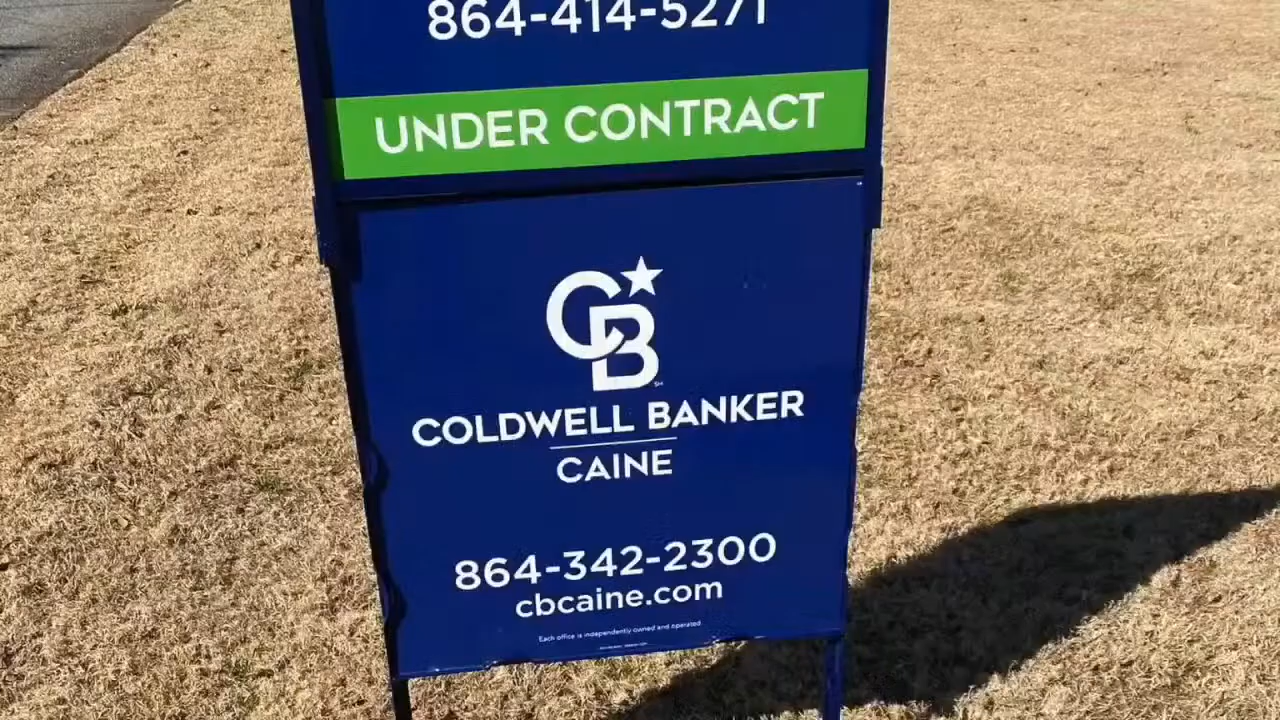 864-414-5271
UNDER CONTRACT
CB
COLDWELL BANKER
CAINE
864-342-2300
cbcaine.com
Each office is independently owned and operated